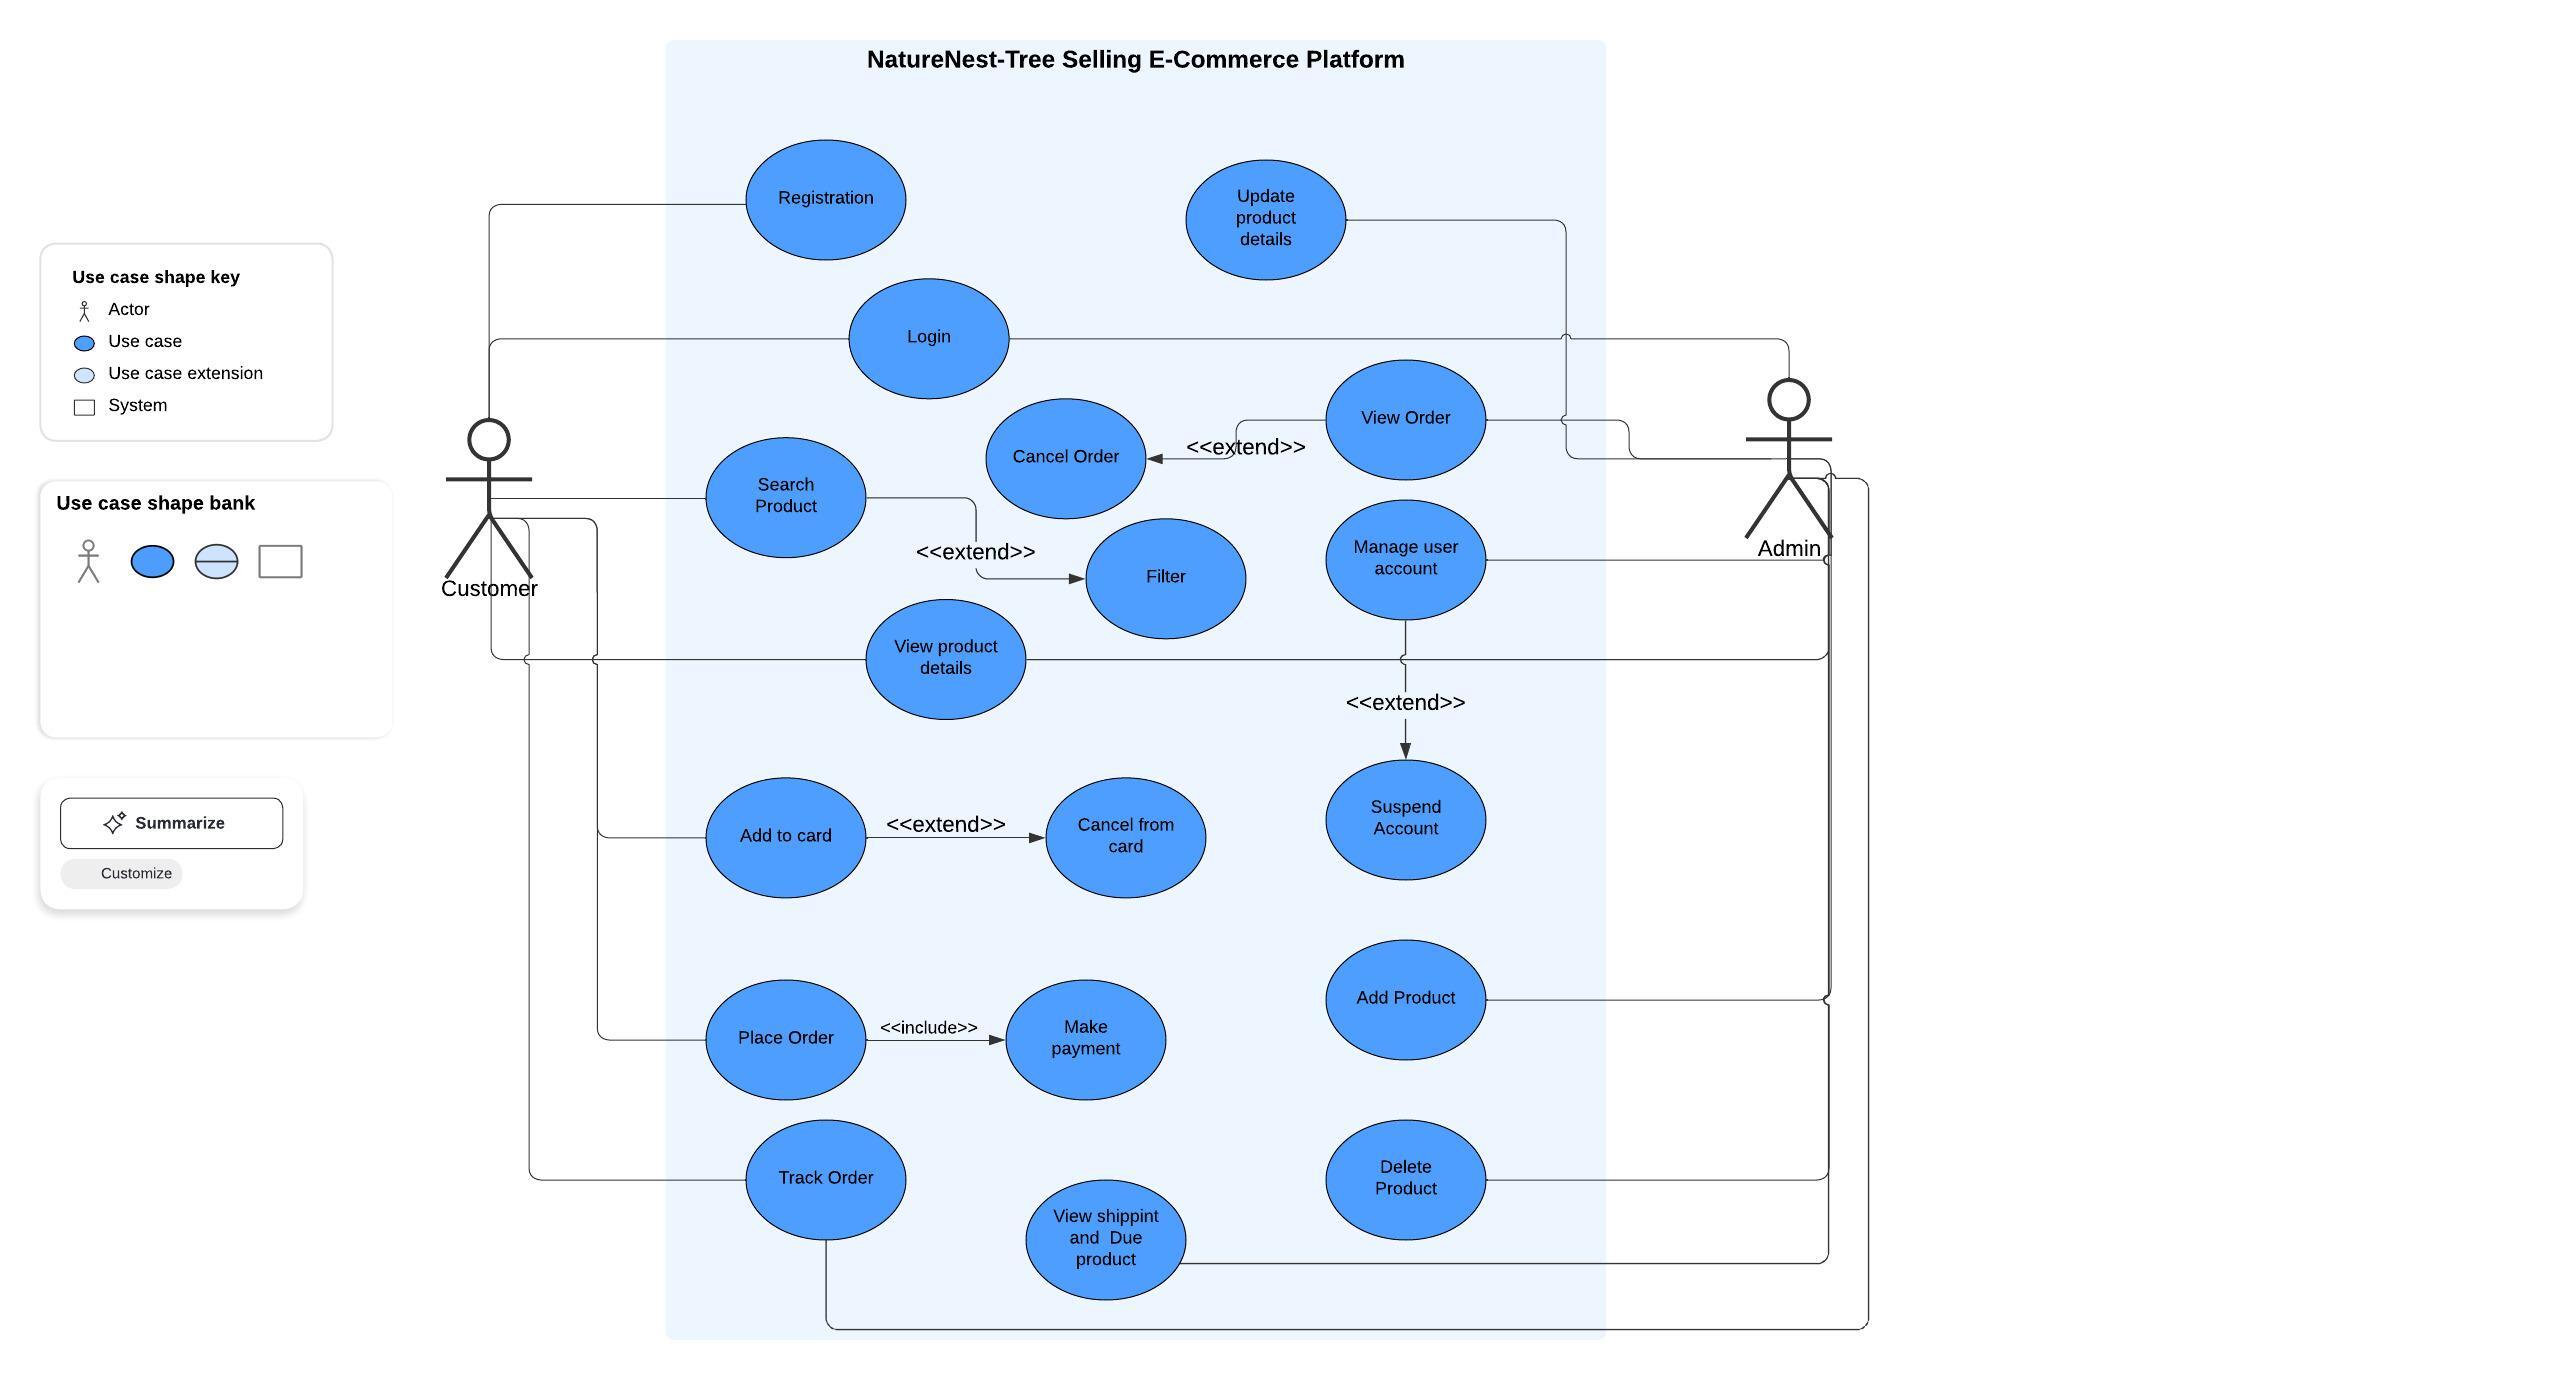 NatureNest-Tree Selling E-Commerce Platform
Registration
Update
product
details
Use case shape key
Actor
Use case
Use case extension
System
Login
View Order
<<extend>>
Cancel Order
Search
Product
Use case shape bank
<<extend>>
Filter
Manage user
account
Admin
Customer
View product
details
<<extend>>
Summarize
Customize
Add to card
<<extend>>
Cancel from
card
Suspend
Account
Add Product
Place Order
<<include>>
Make
payment
Track Order
Delete
Product
View shippint
and  Due
product